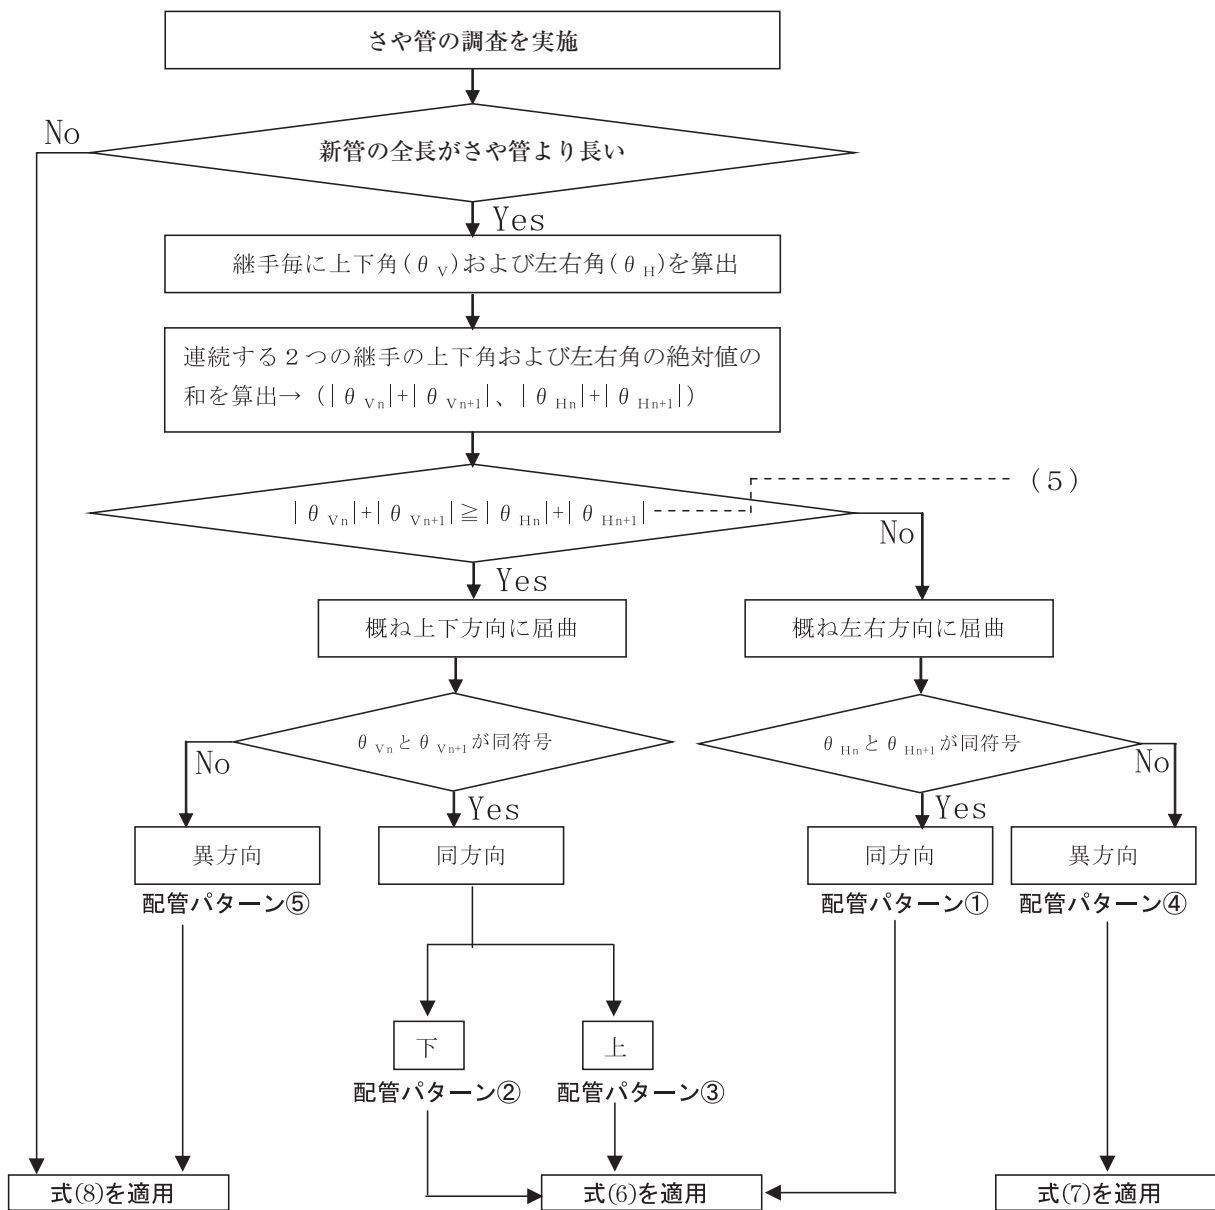 さや管の調査を実施
No
新管の全長がさや管より長い
Yes
継手毎に上下角(θV)および左右角(θH)を算出
連続する2つの継手の上下角および左右角の絶対値の
和を算出→（|θVn|+|θVn+1|、|θHn|+|θHn+1|）
|θVn|+|θVn+1|≧|θHn|+|θHn+1|
（5）
No
Yes
概ね上下方向に屈曲
概ね左右方向に屈曲
θVnとθVn+1が同符号
θHnとθHn+1が同符号
No
Yes
Yes
No
異方向
同方向
同方向
異方向
配管パターン⑤
配管パターン①
配管パターン④
下
上
配管パターン②
配管パターン③
式(8)を適用
式(6)を適用
式(7)を適用